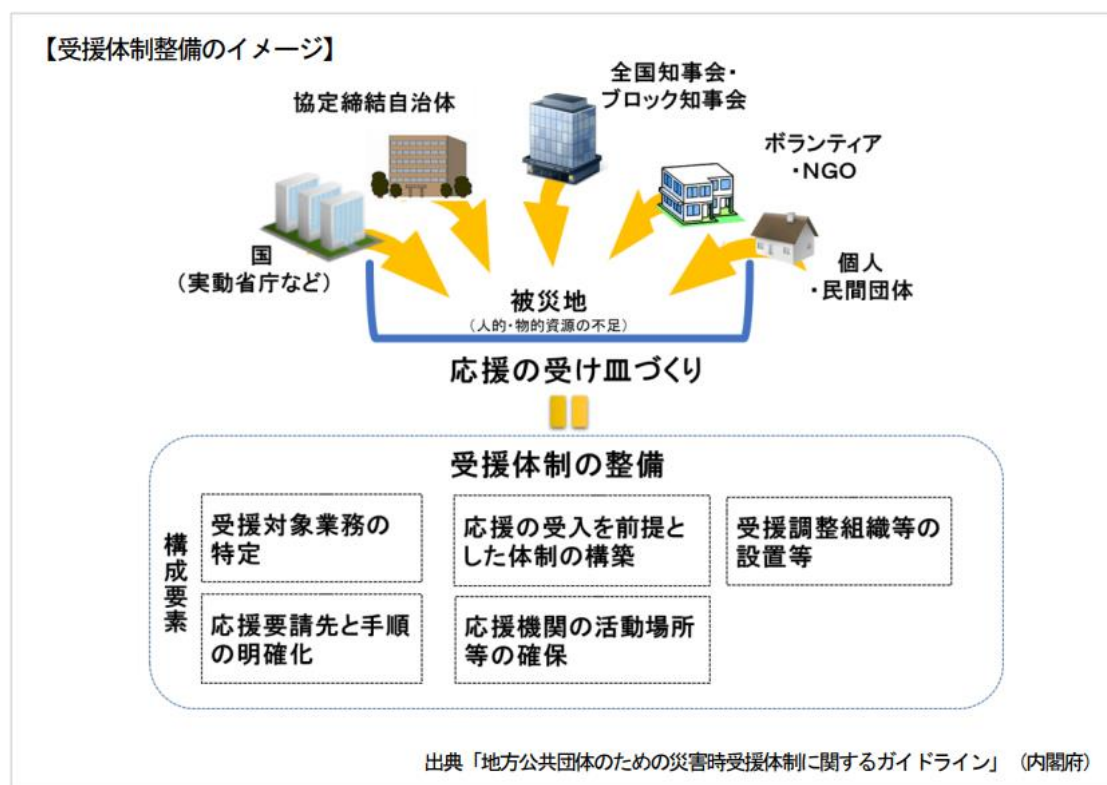 【受援体制整備のイメージ】
全国知事会・
ブロック知事会
協定締結自治体
ボランティア
・NGO
国
(実動省庁など)
個人
・民間団体
被災地
(人的・物的資源の不足)
応援の受け皿づくり
受援体制の整備
構成要素
受援対象業務の
特定
応援の受入を前提と
した体制の構築
受援調整組織等の
設置等
応援要請先と手順
の明確化
応援機関の活動場所
等の確保
出典「地方公共団体のための災害時受援体制に関するガイドライン」(内閣府)